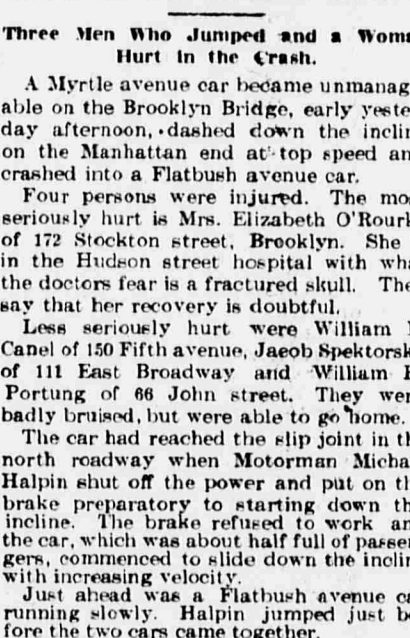 Three Men Who Jumped and a Woma
Hurt in the Crash.
A Myrtle avenue car became unmanag
able on the Brooklyn Bridge, early yeste
day afternoon, dashed down the inclin
on the Manhattan end at top speed an
crashed into a Flatbush avenue car.
Four persons were injured. The mos
seriously hurt is Mrs. Elizabeth O'Rourk
of 172 Stockton street, Brooklyn. She
in the Hudson street hospital with wha
the doctors fear is a fractured skull. The
say that her recovery is doubtful.
Less seriously hurt were William
Canel of 150 Fifth avenue, Jacob Spektorsk
of 111 East Broadway and William
Portung of 66 John street. They wer
badly bruised, but were able to go home.
The car had reached the slip joint in th
north roadway when Motorman Micha
Halpin shut off the power and put on th
brake preparatory to starting down th
incline. The brake refused to work an
the car, which was about half full of passen
gers, commenced to slide down the inclin
with increasing velocity.
Just ahead was a Flatbush avenue ca
running slowly. Halpin jumped just be
fore the two cars came together.